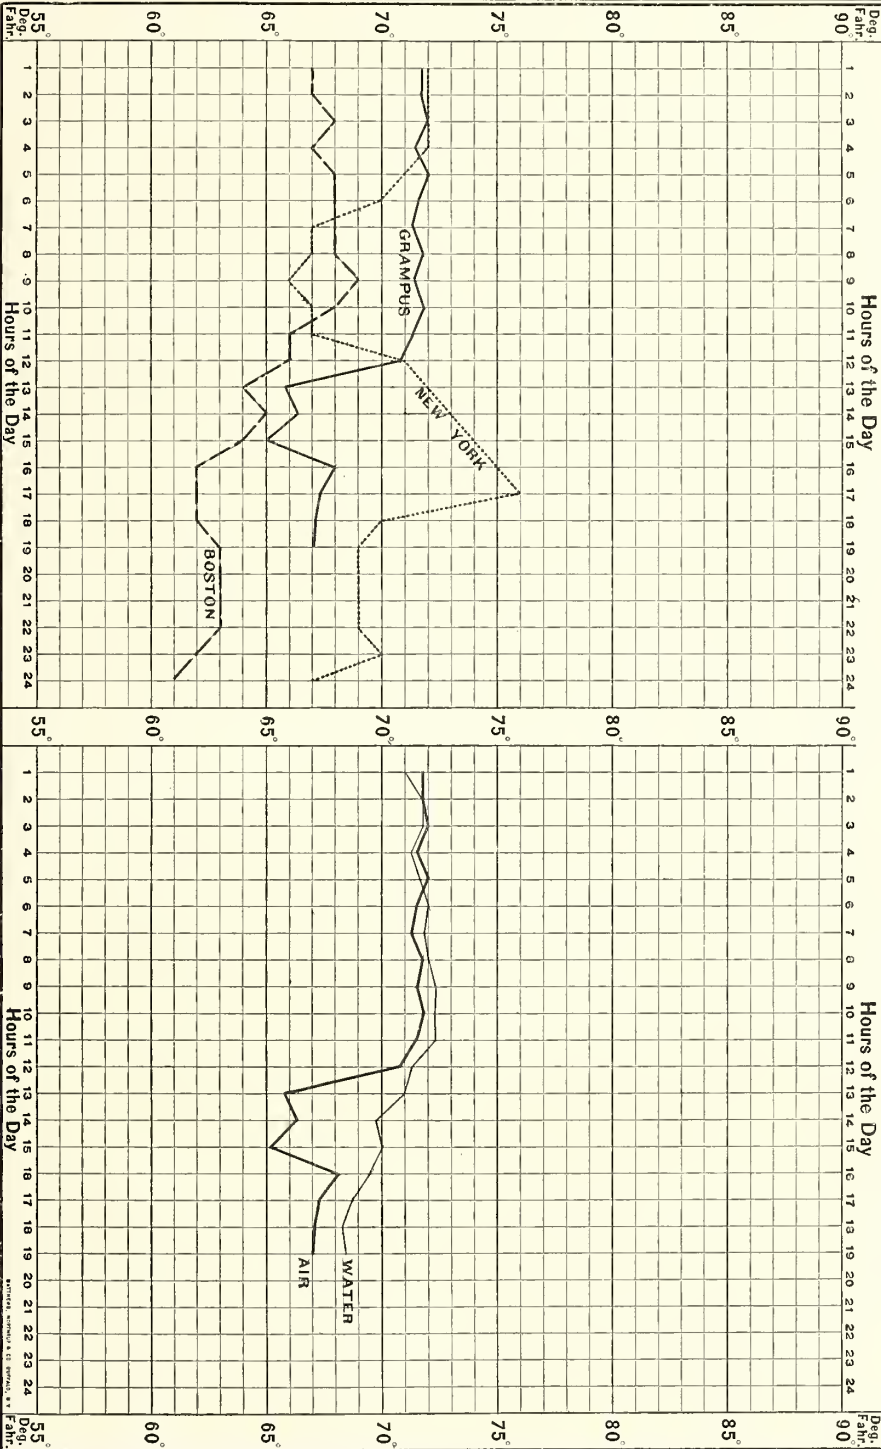 Hours of the Day
Hours of the Day
Deg. Fahr.
90° 1 2 3 4 5 6 7 8 9 10 11 12 13 14 15 16 17 18 19 20 21 22 23 24 90° 1 2 3 4 5 6 7 8 9 10 11 12 13 14 15 16 17 18 19 20 21 22 23 24 90°
85° 85° 85°
80° 80° 80°
75° 75° 75°
NEW YORK
GRAMPUS
70° 70° 70°
WATER
AIR
65° 65° 65°
BOSTON
60° 60° 60°
55° 1 2 3 4 5 6 7 8 9 10 11 12 13 14 15 16 17 18 19 20 21 22 23 24 55° 1 2 3 4 5 6 7 8 9 10 11 12 13 14 15 16 17 18 19 20 21 22 23 24 55°
Deg. Fahr.
Deg. Fahr.
Hours of the Day
Hours of the Day